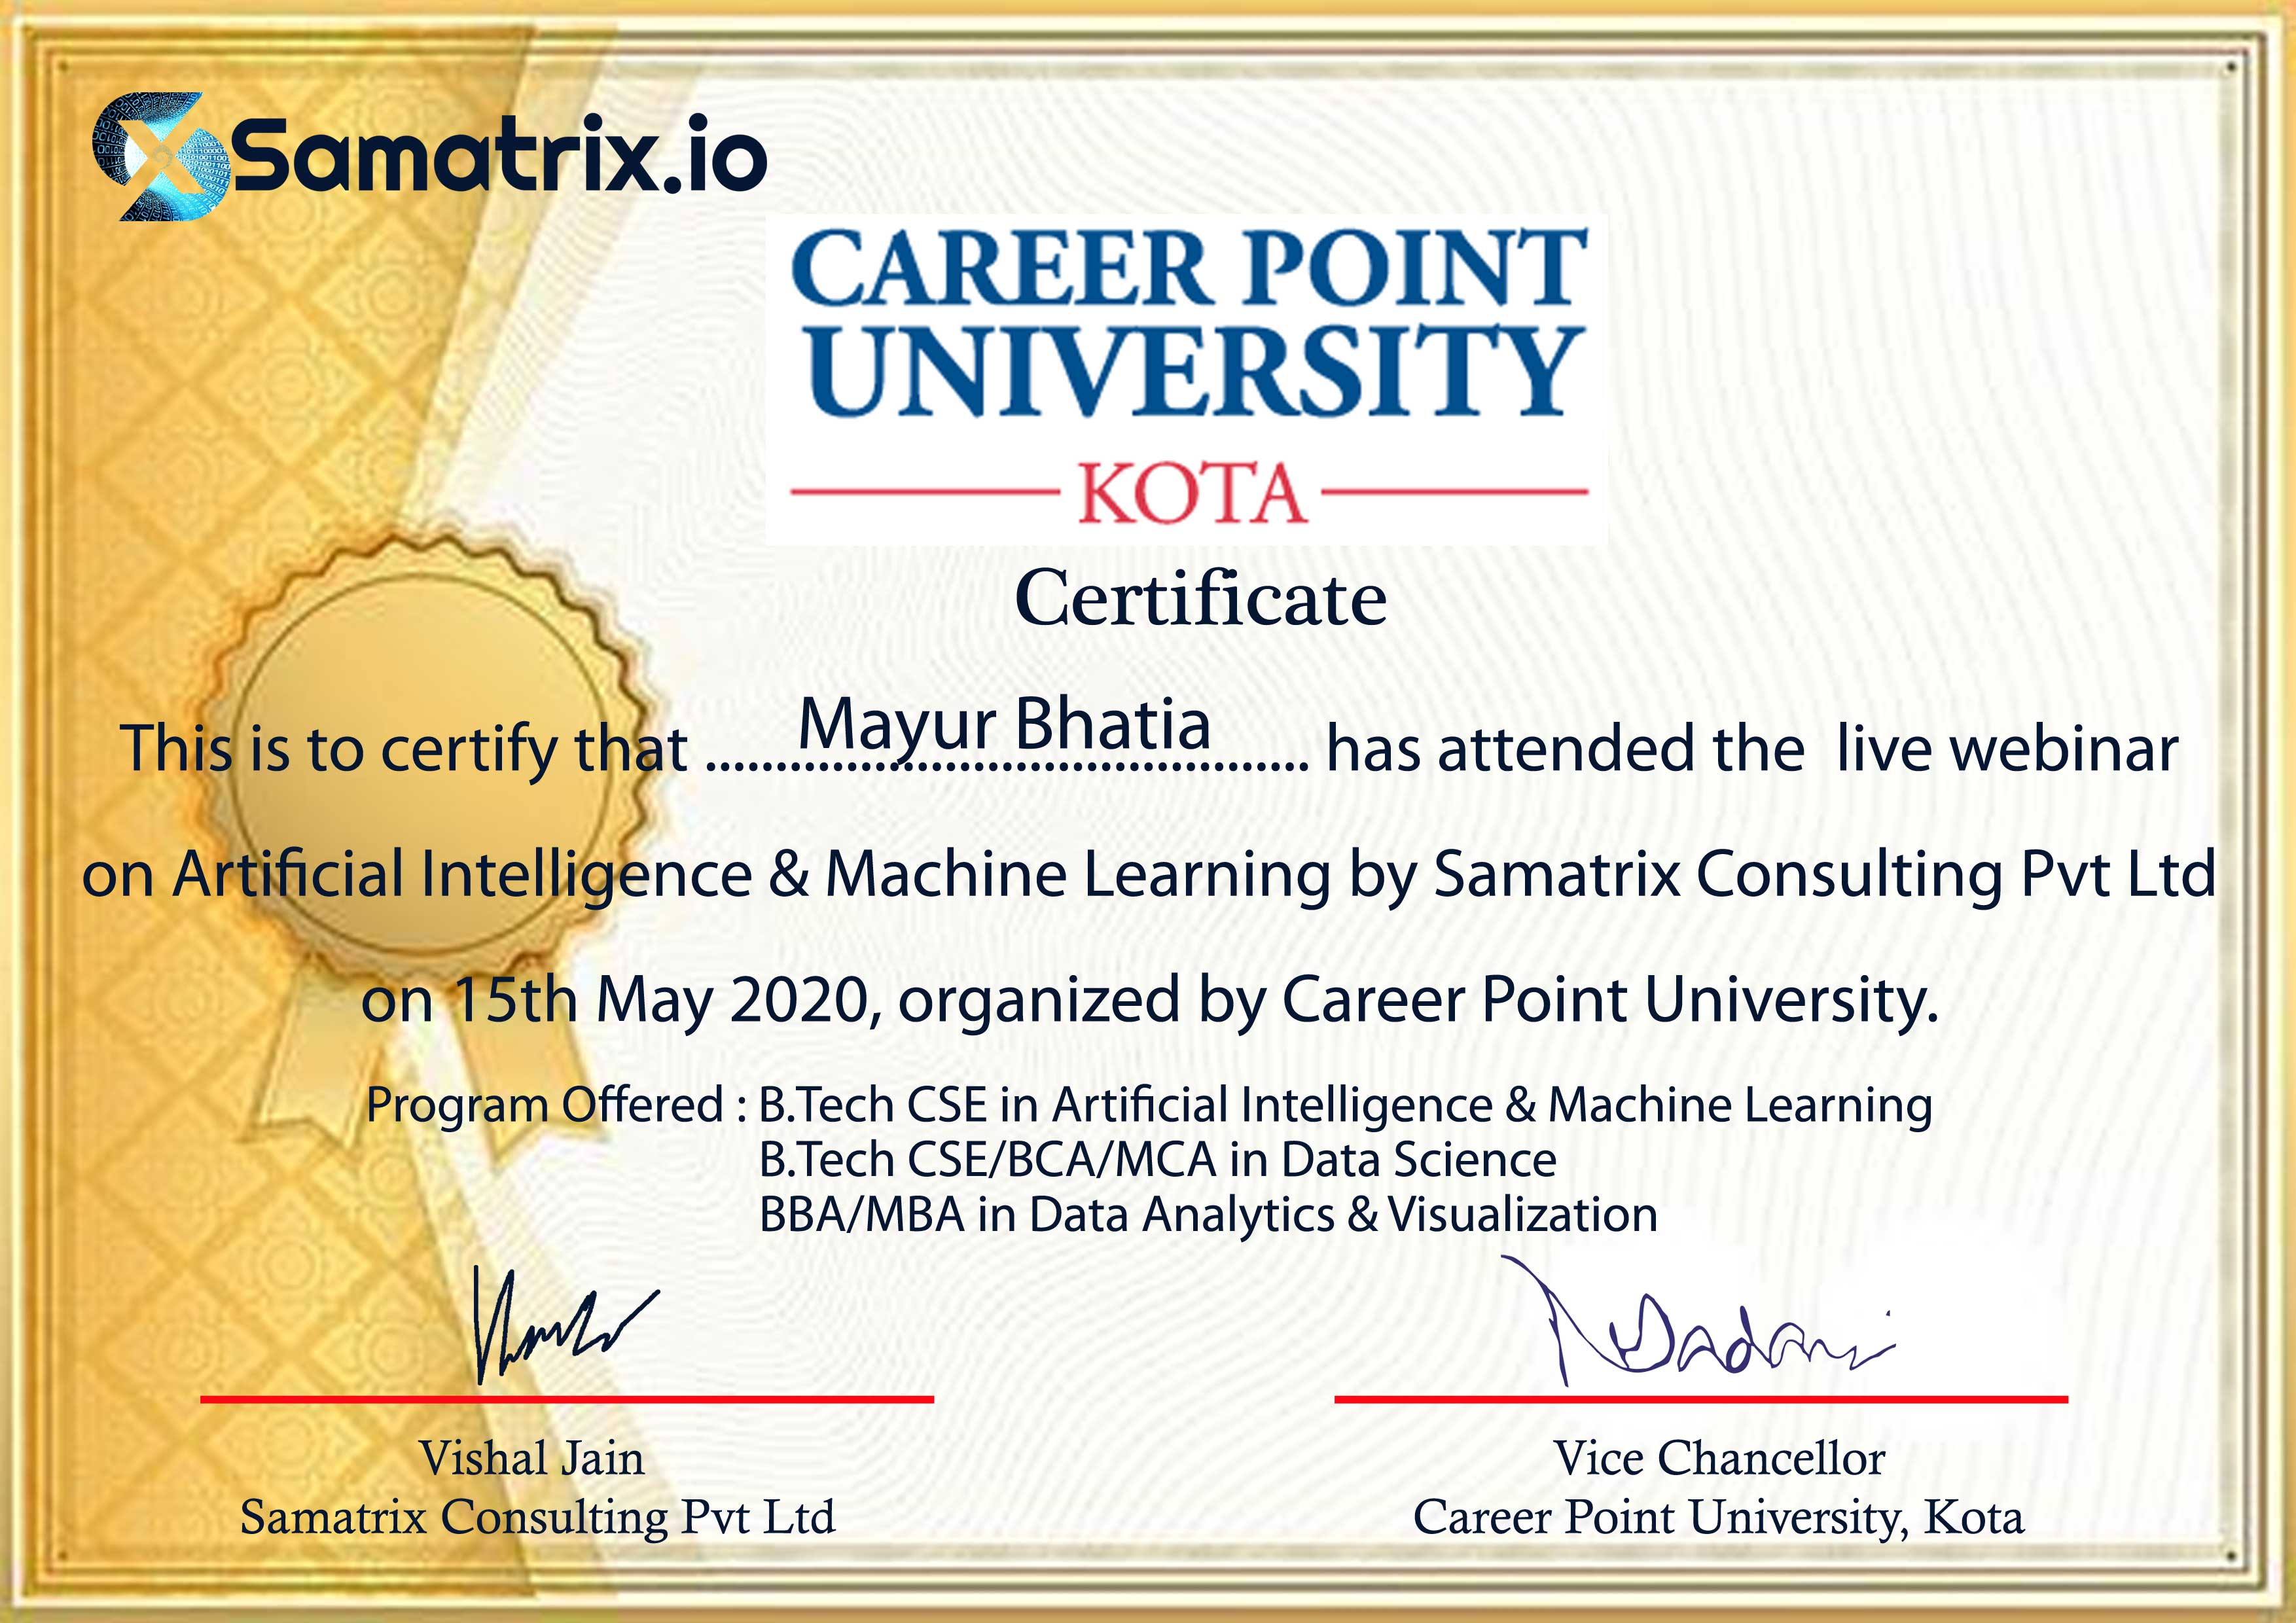 Samatrix.io
CAREER POINT
UNIVERSITY
KOTA
Certificate
This is to certify that ........................................... Mayur Bhatia has attended the live webinar
on Artificial Intelligence & Machine Learning by Samatrix Consulting Pvt Ltd
on 15th May 2020, organized by Career Point University.
Program Offered : B.Tech CSE in Artificial Intelligence & Machine Learning
B.Tech CSE/BCA/MCA in Data Science
BBA/MBA in Data Analytics & Visualization
Vishal Jain
Samatrix Consulting Pvt Ltd
Vice Chancellor
Career Point University, Kota